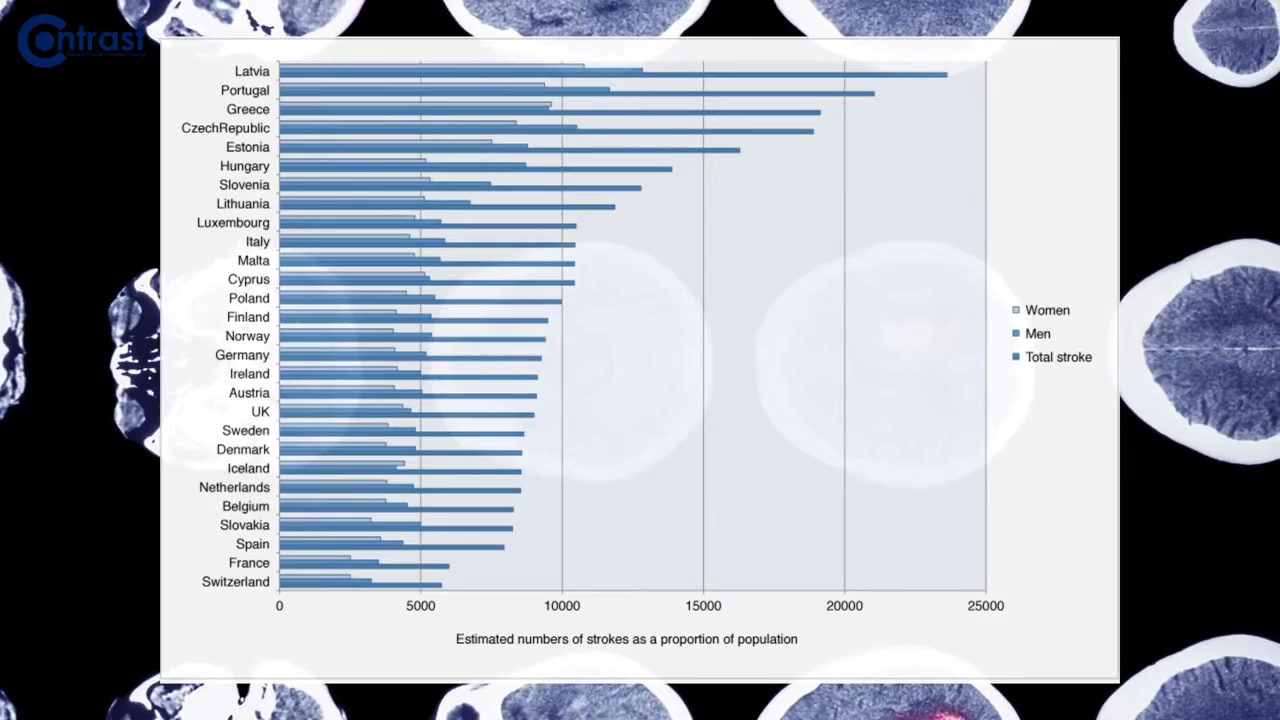 Contrast
Latvia
Portugal
Greece
CzechRepublic
Estonia
Hungary
Slovenia
Lithuania
Luxembourg
Italy
Malta
Cyprus
Poland
Finland
Norway
Germany
Ireland
Austria
UK
Sweden
Denmark
Iceland
Netherlands
Belgium
Slovakia
Spain
France
Switzerland
Women
Men
Total stroke
0 5000 10000 15000 20000 25000
Estimated numbers of strokes as a proportion of population